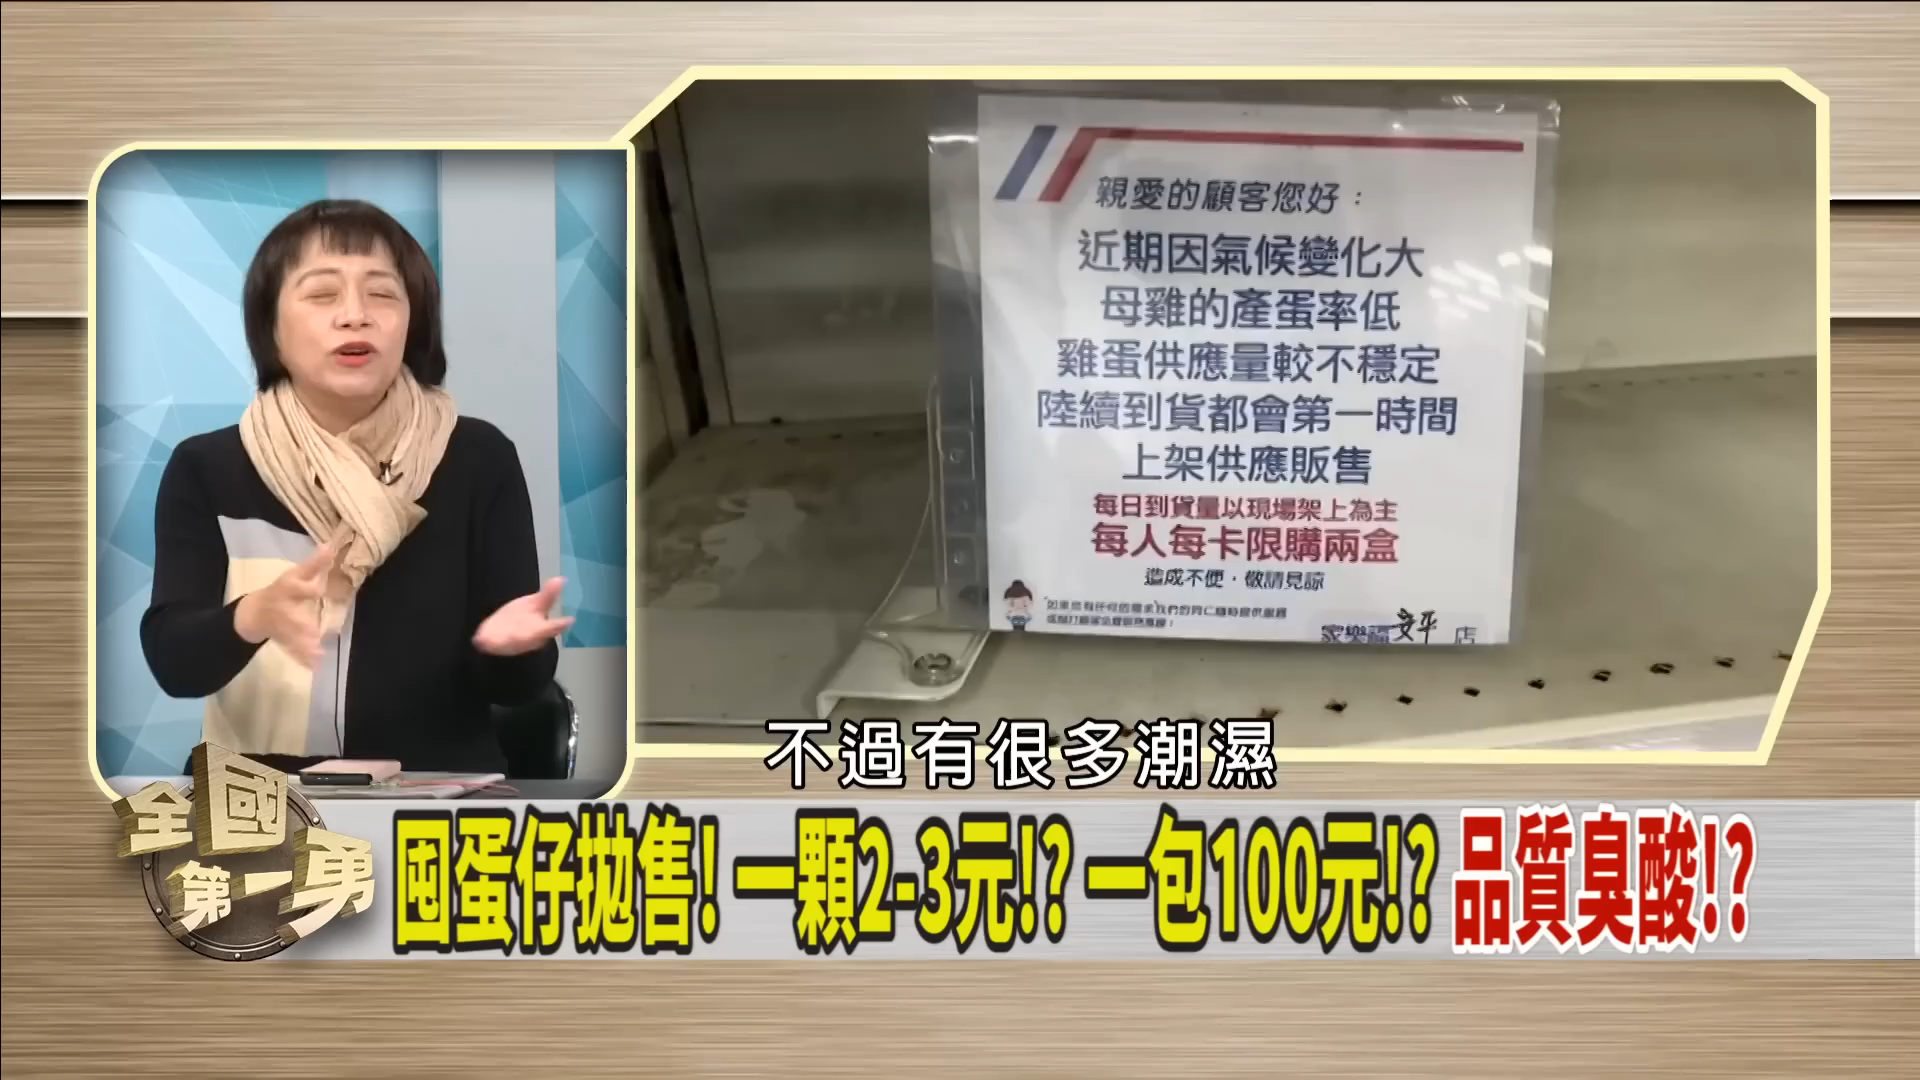 親愛的顧客您好：
近期因氣候變化大
母雞的產蛋率低
雞蛋供應量較不穩定
陸續到貨都會第一時間
上架供應販售
每日到貨量以現場架上為主
每人每卡限購兩盒
造成不便，敬請見諒
家樂福安平店
不過有很多潮濕
全國第一勇
囤蛋仔拋售! 一顆2-3元!? 一包100元!? 品質臭酸!?